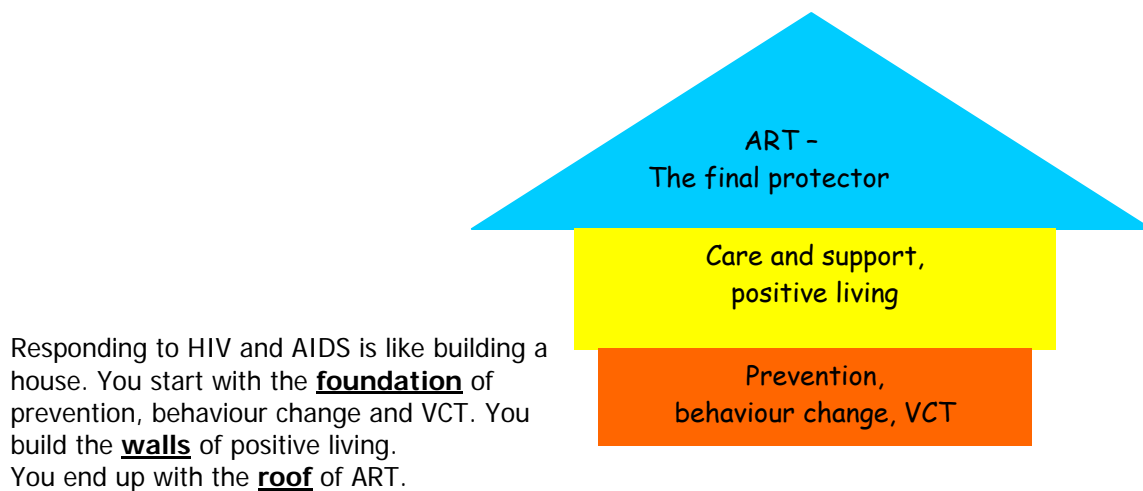 ART –
The final protector
Care and support,
positive living
Prevention,
behaviour change, VCT
Responding to HIV and AIDS is like building a
house. You start with the foundation of
prevention, behaviour change and VCT. You
build the walls of positive living.
You end up with the roof of ART.